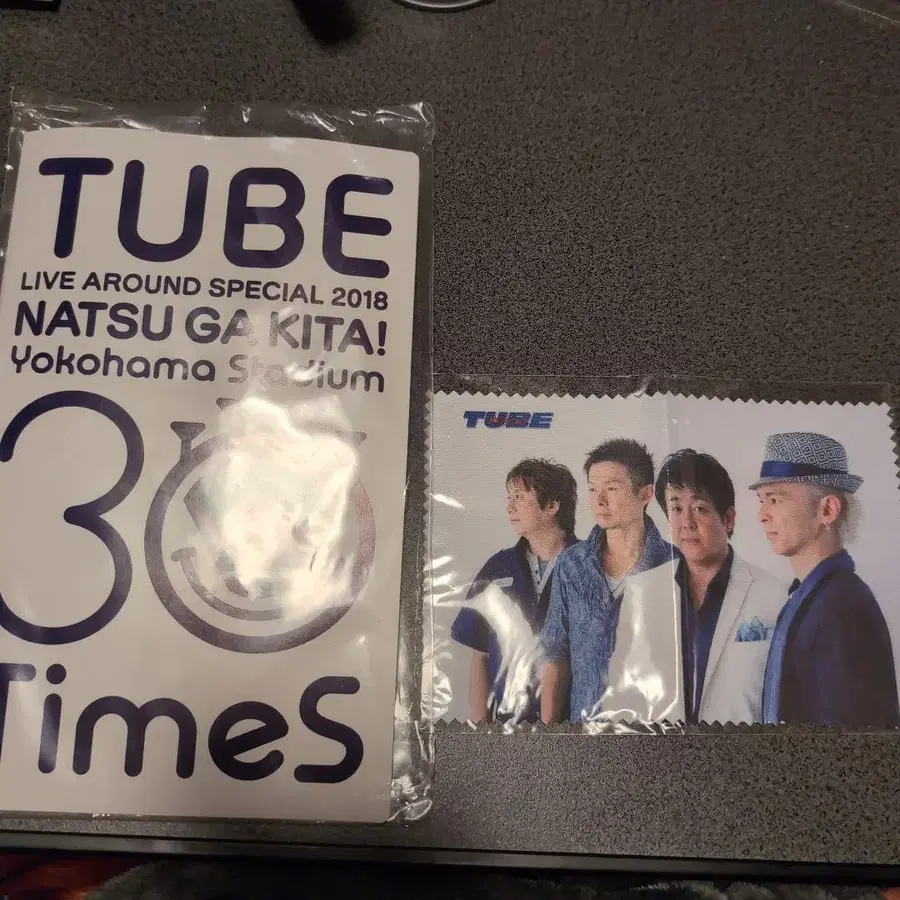 TUBE
LIVE AROUND SPECIAL 2018
NATSU GA KITA!
Yokohama Stadium
30
TimeS
TUBE